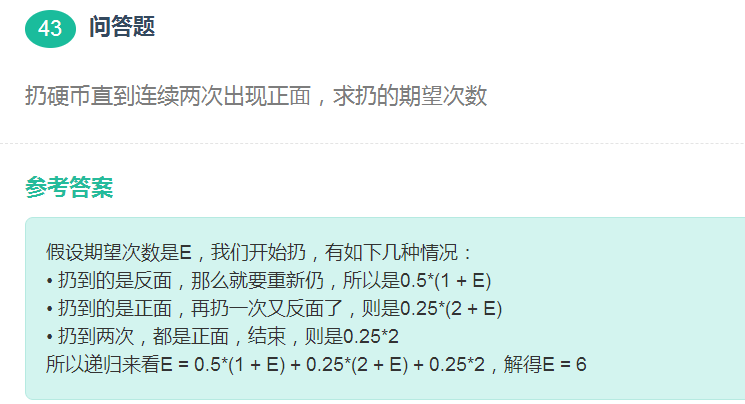 43 问答题
扔硬币直到连续两次出现正面，求扔的期望次数
参考答案
假设期望次数是E，我们开始扔，有如下几种情况：
• 扔到的是反面，那么就要重新仍，所以是0.5*(1 + E)
• 扔到的是正面，再扔一次又反面了，则是0.25*(2 + E)
• 扔到两次，都是正面，结束，则是0.25*2
所以递归来看E = 0.5*(1 + E) + 0.25*(2 + E) + 0.25*2，解得E = 6